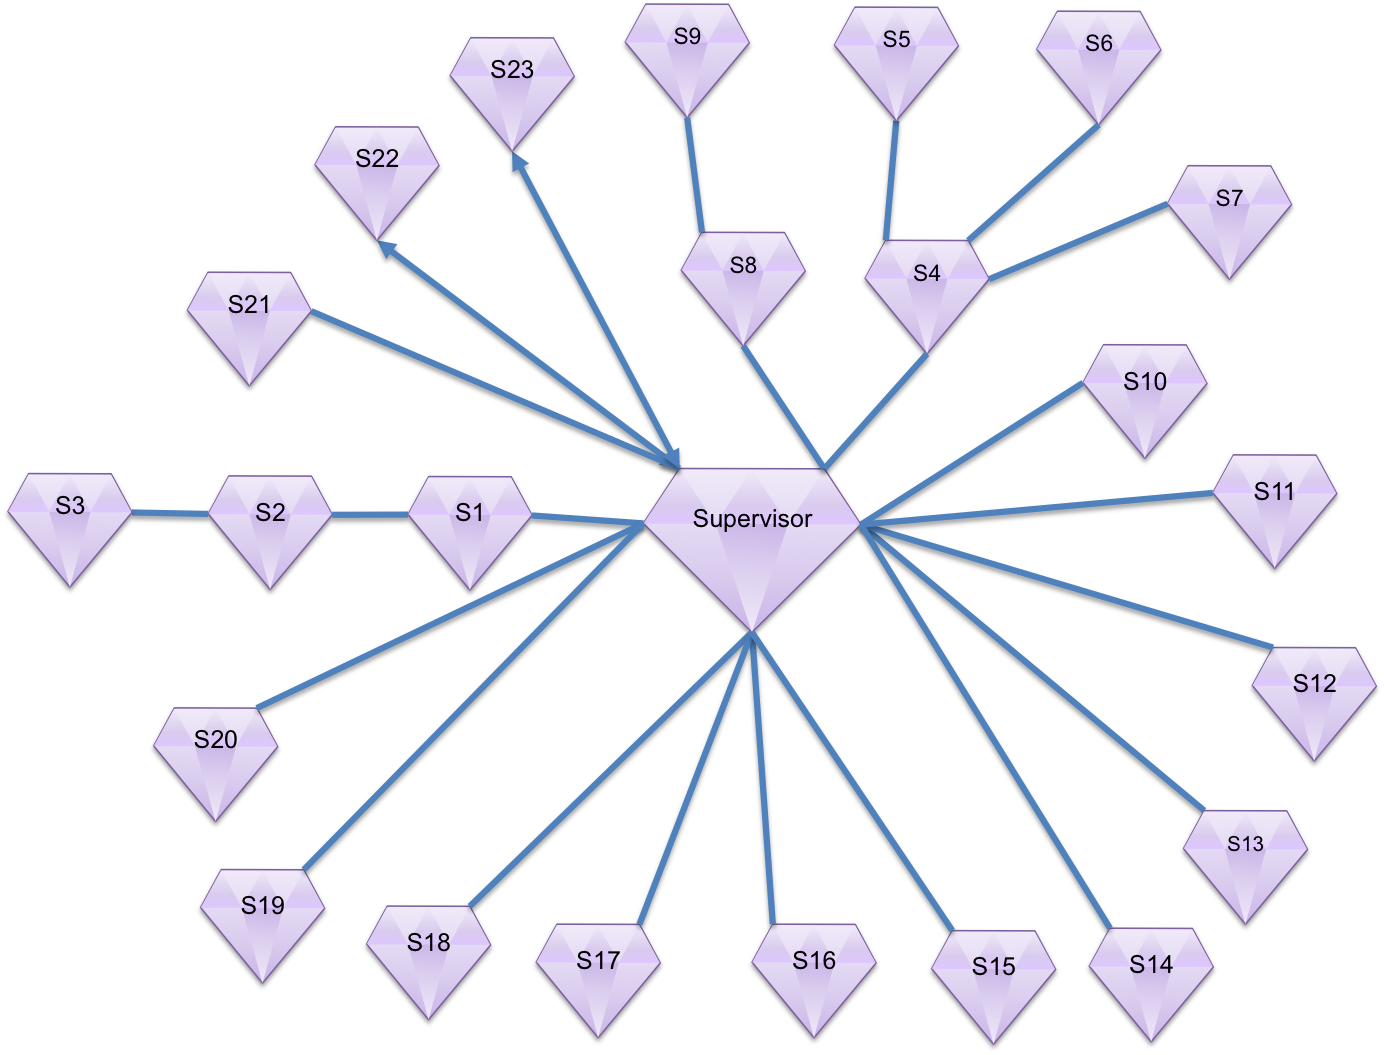 S9
S5
S6
S23
S22
S7
S8
S4
S21
S10
S11
S3
S2
S1
Supervisor
S12
S20
S13
S19
S18
S17
S16
S15
S14